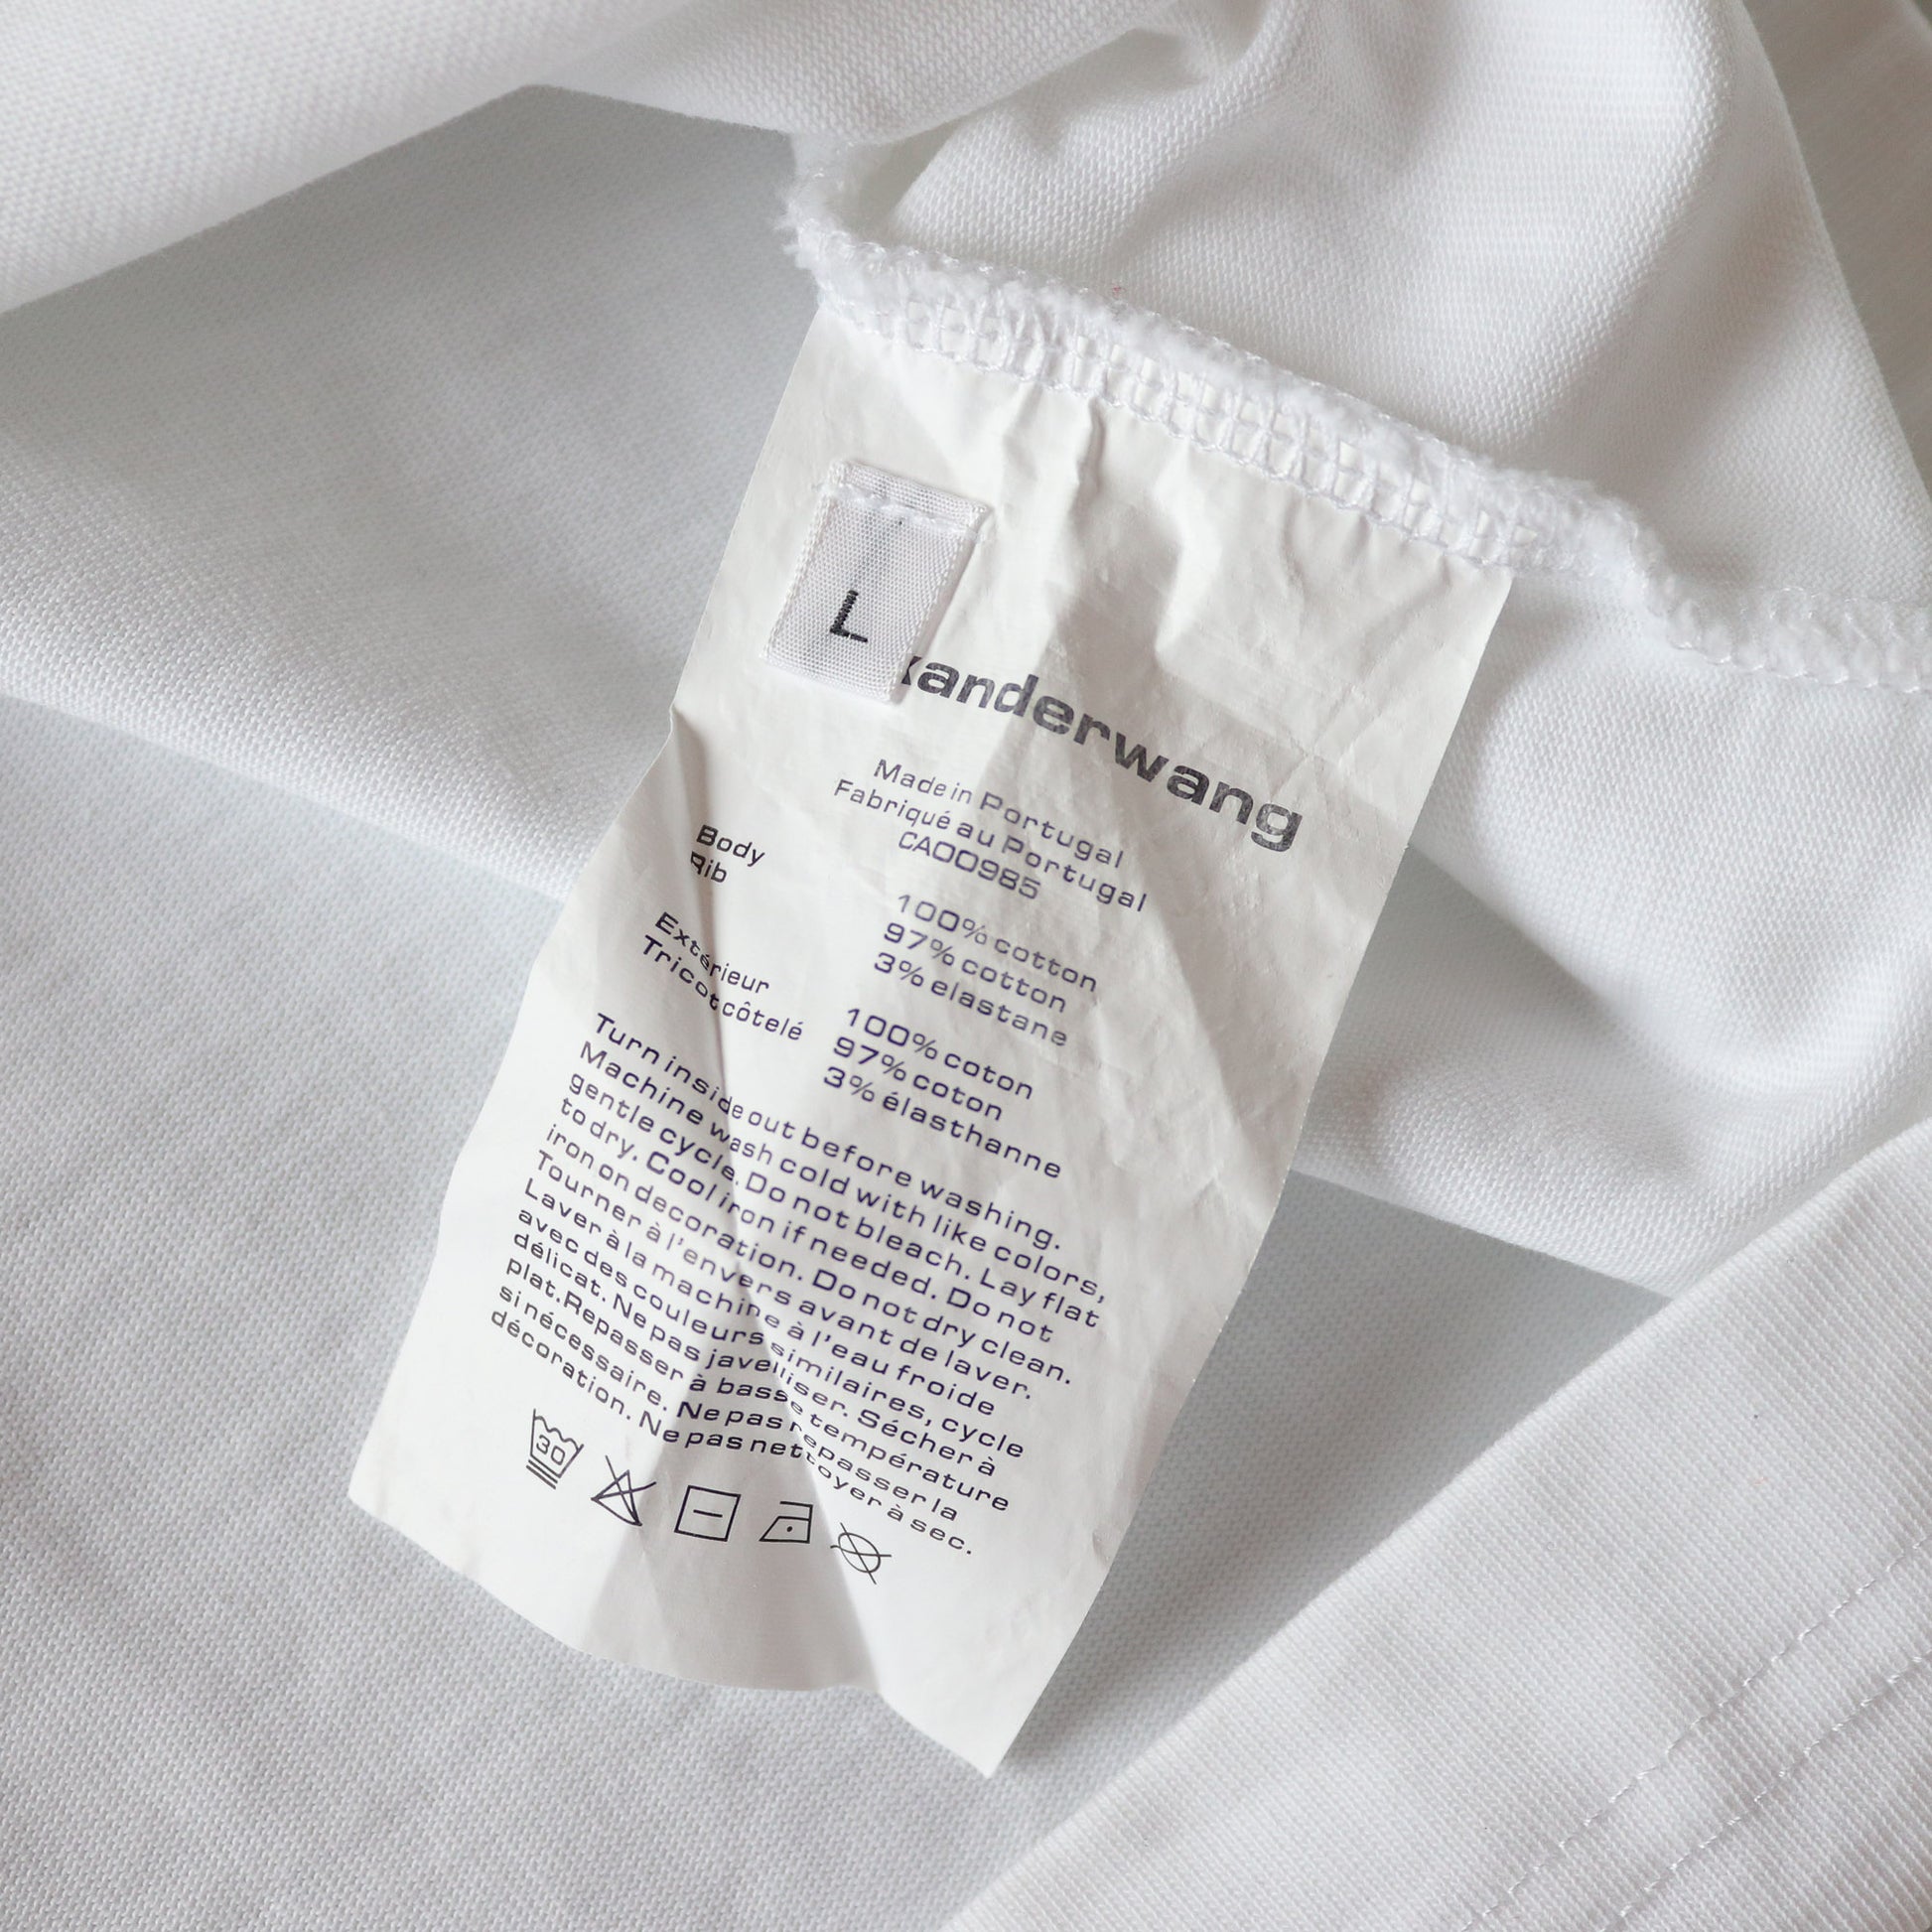 L
xanderwang
Made in Portugal
Fabriqué au Portugal
CA00985
Body 100% cotton
Rib 97% cotton
3% elastane
Extérieur 100% coton
Tricot côtelé 97% coton
3% élasthanne
Turn inside out before washing.
Machine wash cold with like colors,
gentle cycle. Do not bleach. Lay flat
to dry. Cool iron if needed. Do not
iron on decoration. Do not dry clean.
Tourner à l'envers avant de laver.
Laver à la machine à l'eau froide
avec des couleurs similaires, cycle
délicat. Ne pas javelliser. Sécher à
plat. Repasser à basse température
si nécessaire. Ne pas repasser la
décoration. Ne pas nettoyer à sec.
30